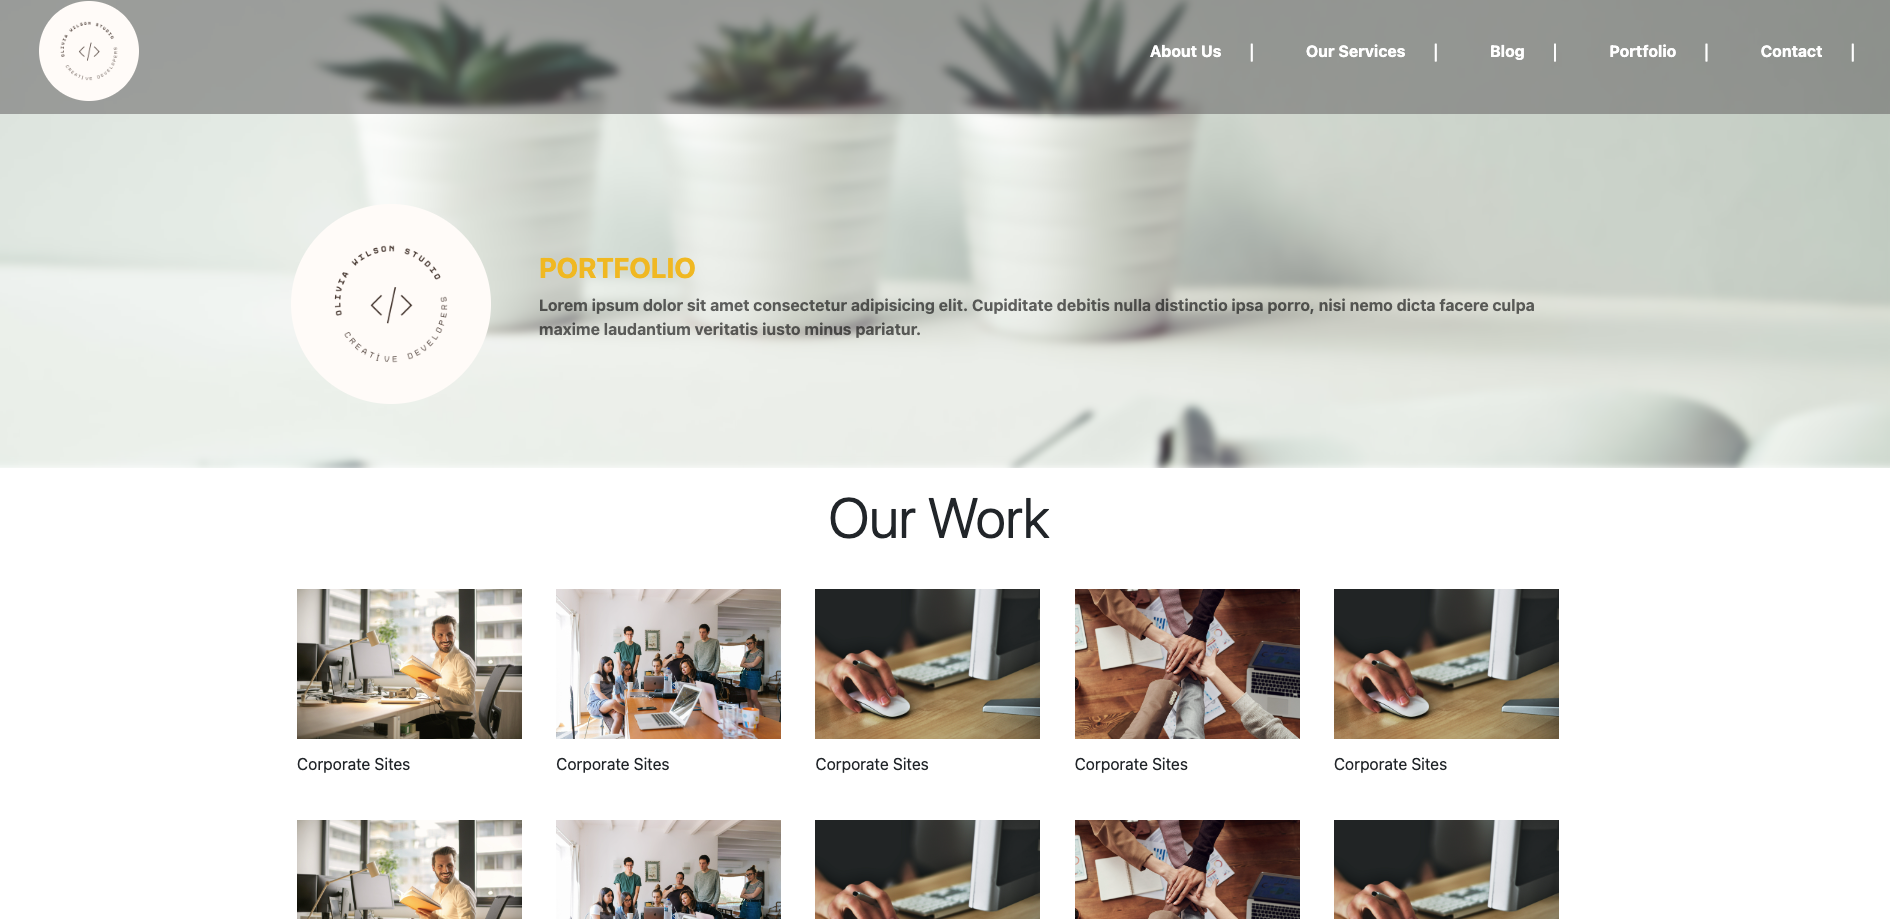 OLIVIA WILSON STUDIO
</>
CREATIVE DEVELOPERS
About Us | Our Services | Blog | Portfolio | Contact |
OLIVIA WILSON STUDIO
</>
CREATIVE DEVELOPERS
PORTFOLIO
Lorem ipsum dolor sit amet consectetur adipisicing elit. Cupiditate debitis nulla distinctio ipsa porro, nisi nemo dicta facere culpa
maxime laudantium veritatis iusto minus pariatur.
Our Work
Corporate Sites
Corporate Sites
Corporate Sites
Corporate Sites
Corporate Sites